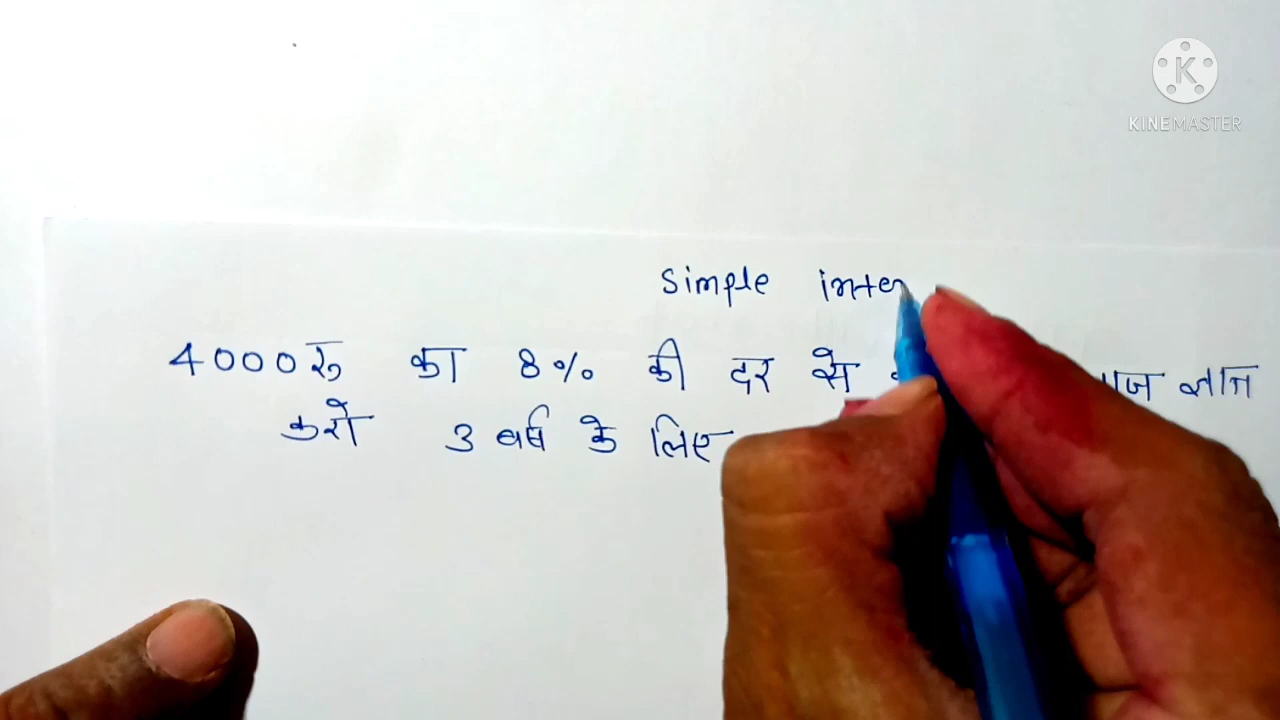 KINEMASTER
Simple inter
4000रु का 8% की दर से ज्ञात
करो 3 वर्ष के लिए